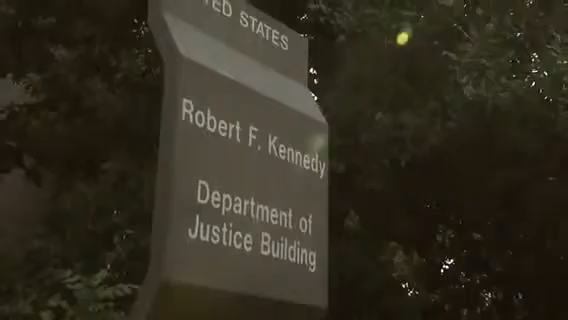 TED STATES
Robert F. Kennedy
Department of
Justice Building